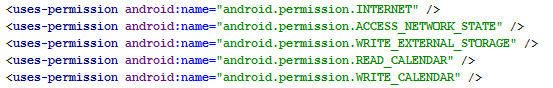 <uses-permission android:name="android.permission.INTERNET" />
<uses-permission android:name="android.permission.ACCESS_NETWORK_STATE" />
<uses-permission android:name="android.permission.WRITE_EXTERNAL_STORAGE" />
<uses-permission android:name="android.permission.READ_CALENDAR" />
<uses-permission android:name="android.permission.WRITE_CALENDAR" />